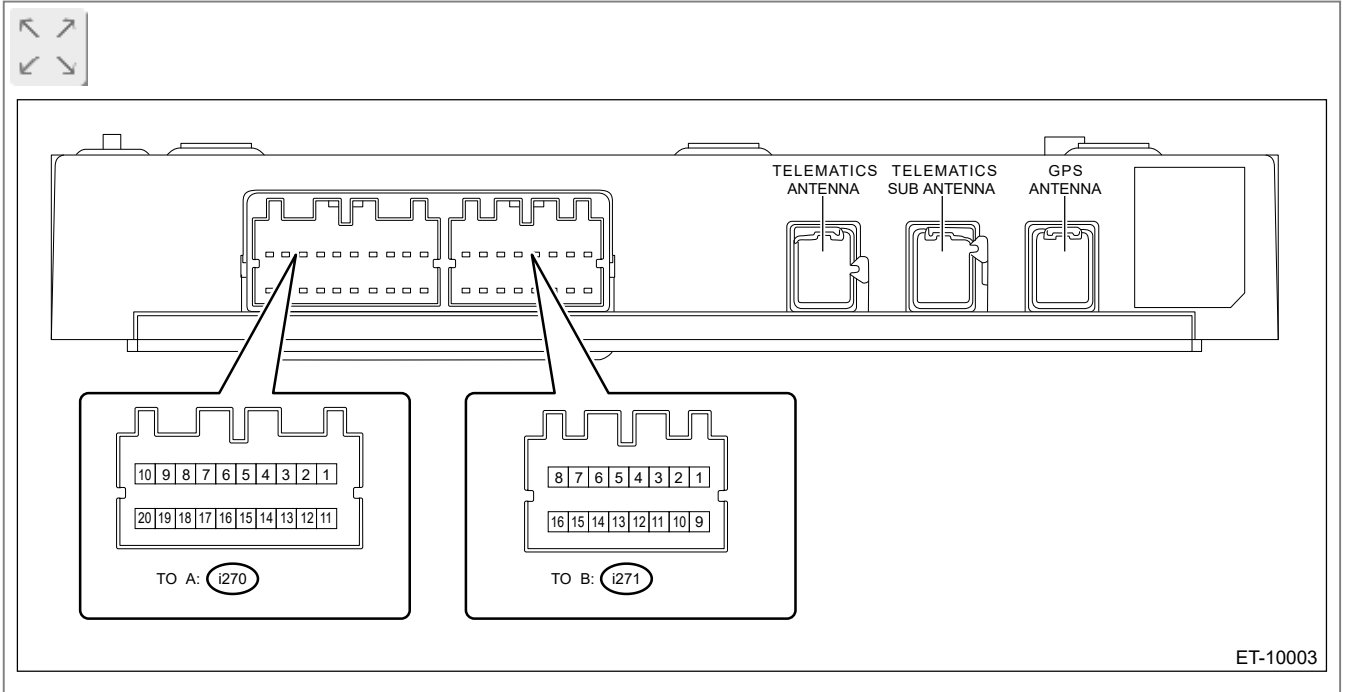 TELEMATICS ANTENNA
TELEMATICS SUB ANTENNA
GPS ANTENNA
10 9 8 7 6 5 4 3 2 1
20 19 18 17 16 15 14 13 12 11
TO A: i270
8 7 6 5 4 3 2 1
16 15 14 13 12 11 10 9
TO B: i271
ET-10003